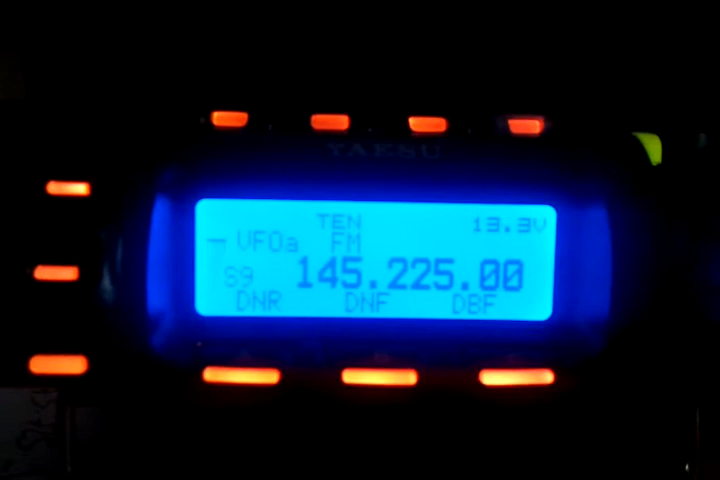 YAESU
TEN 13.3V
VFOa FM
S9 145.225.00
DNR DNF DBF